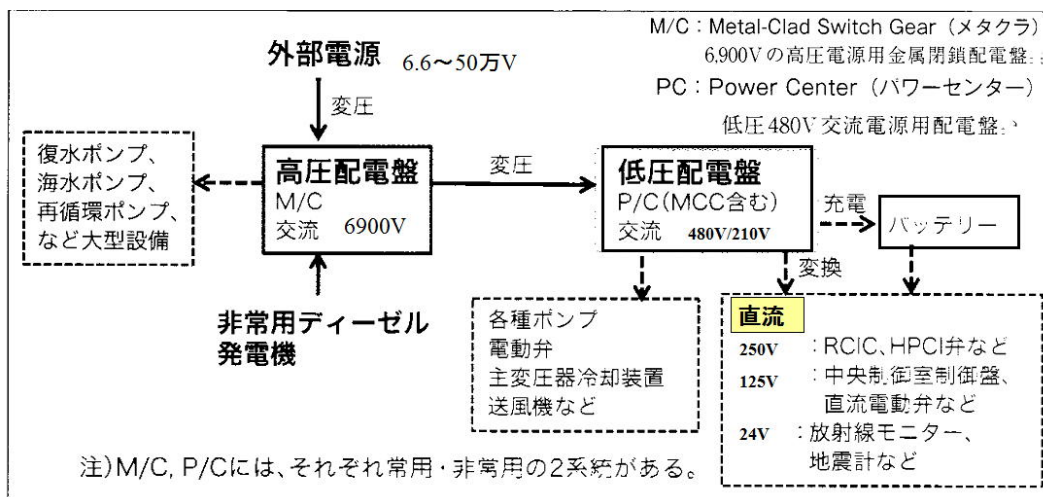 M/C：Metal-Clad Switch Gear（メタクラ）
6,900Vの高圧電源用金属閉鎖配電盤
PC：Power Center（パワーセンター）
低圧480V交流電源用配電盤
外部電源 6.6～50万V
変圧
復水ポンプ、
海水ポンプ、
再循環ポンプ、
など大型設備
高圧配電盤
M/C
交流 6900V
変圧
低圧配電盤
P/C(MCC含む)
交流 480V/210V
充電
バッテリー
変換
非常用ディーゼル
発電機
各種ポンプ
電動弁
主変圧器冷却装置
送風機など
直流
250V ：RCIC、HPCI弁など
125V ：中央制御室制御盤、
直流電動弁など
24V ：放射線モニター、
地震計など
注)M/C, P/Cには、それぞれ常用・非常用の2系統がある。